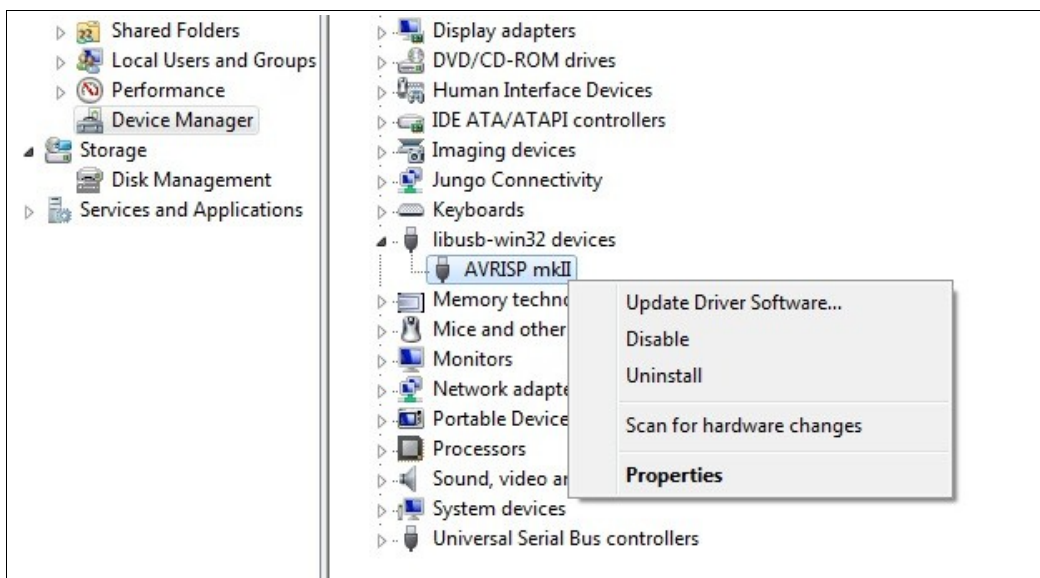 Shared Folders
Local Users and Groups
Performance
Device Manager
Storage
Disk Management
Services and Applications
Display adapters
DVD/CD-ROM drives
Human Interface Devices
IDE ATA/ATAPI controllers
Imaging devices
Jungo Connectivity
Keyboards
libusb-win32 devices
AVRISP mkII
Memory techno
Mice and other
Monitors
Network adapte
Portable Device
Processors
Sound, video an
System devices
Universal Serial Bus controllers
Update Driver Software...
Disable
Uninstall
Scan for hardware changes
Properties